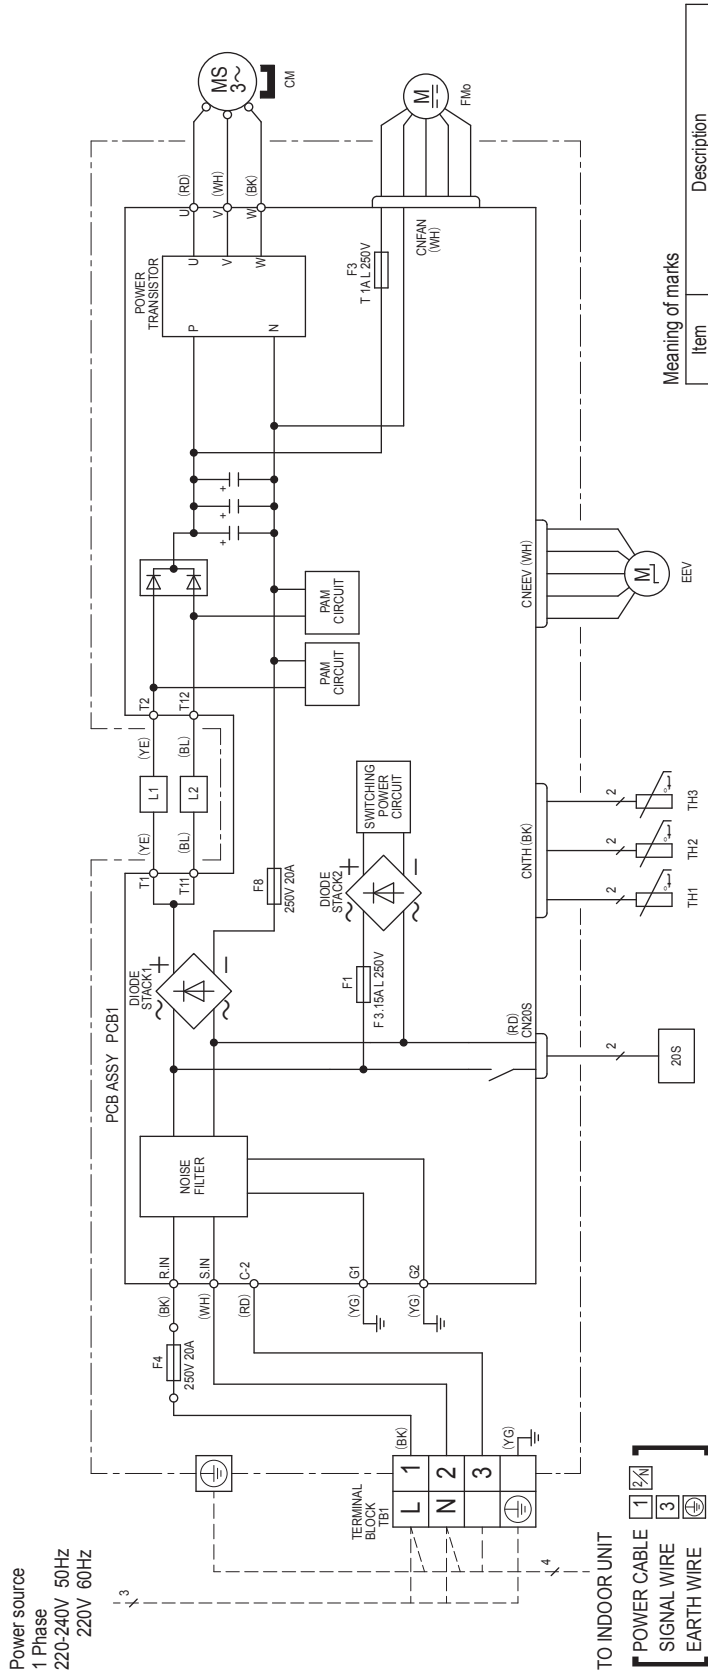 Power source
1 Phase
220-240V 50Hz
220V 60Hz
3
TO INDOOR UNIT
4
POWER CABLE 1 2/N
SIGNAL WIRE 3
EARTH WIRE
TERMINAL
BLOCK
TB1
L 1
N 2
3
(BK)
(YG)
F4
250V 20A
(BK)
(WH)
(RD)
(YG)
(YG)
R.IN
S.IN
C-2
G1
G2
NOISE
FILTER
PCB ASSY PCB1
DIODE
STACK1
+
−
~
~
T1
T11
(YE)
(BL)
L1
L2
(YE)
(BL)
T2
T12
F8
250V 20A
F1
F 3.15A L 250V
DIODE
STACK2
+
−
~
~
SWITCHING
POWER
CIRCUIT
PAM
CIRCUIT
PAM
CIRCUIT
+
+
+
POWER
TRANSISTOR
P
N
U
V
W
U
V
W
(RD)
(WH)
(BK)
MS
3~
CM
F3
T 1A L 250V
CNFAN
(WH)
M
FMo
(RD)
CN20S
2
20S
CNTH (BK)
2
2
2
TH1
TH2
TH3
CNEEV (WH)
M
EEV
Meaning of marks
Item
Description